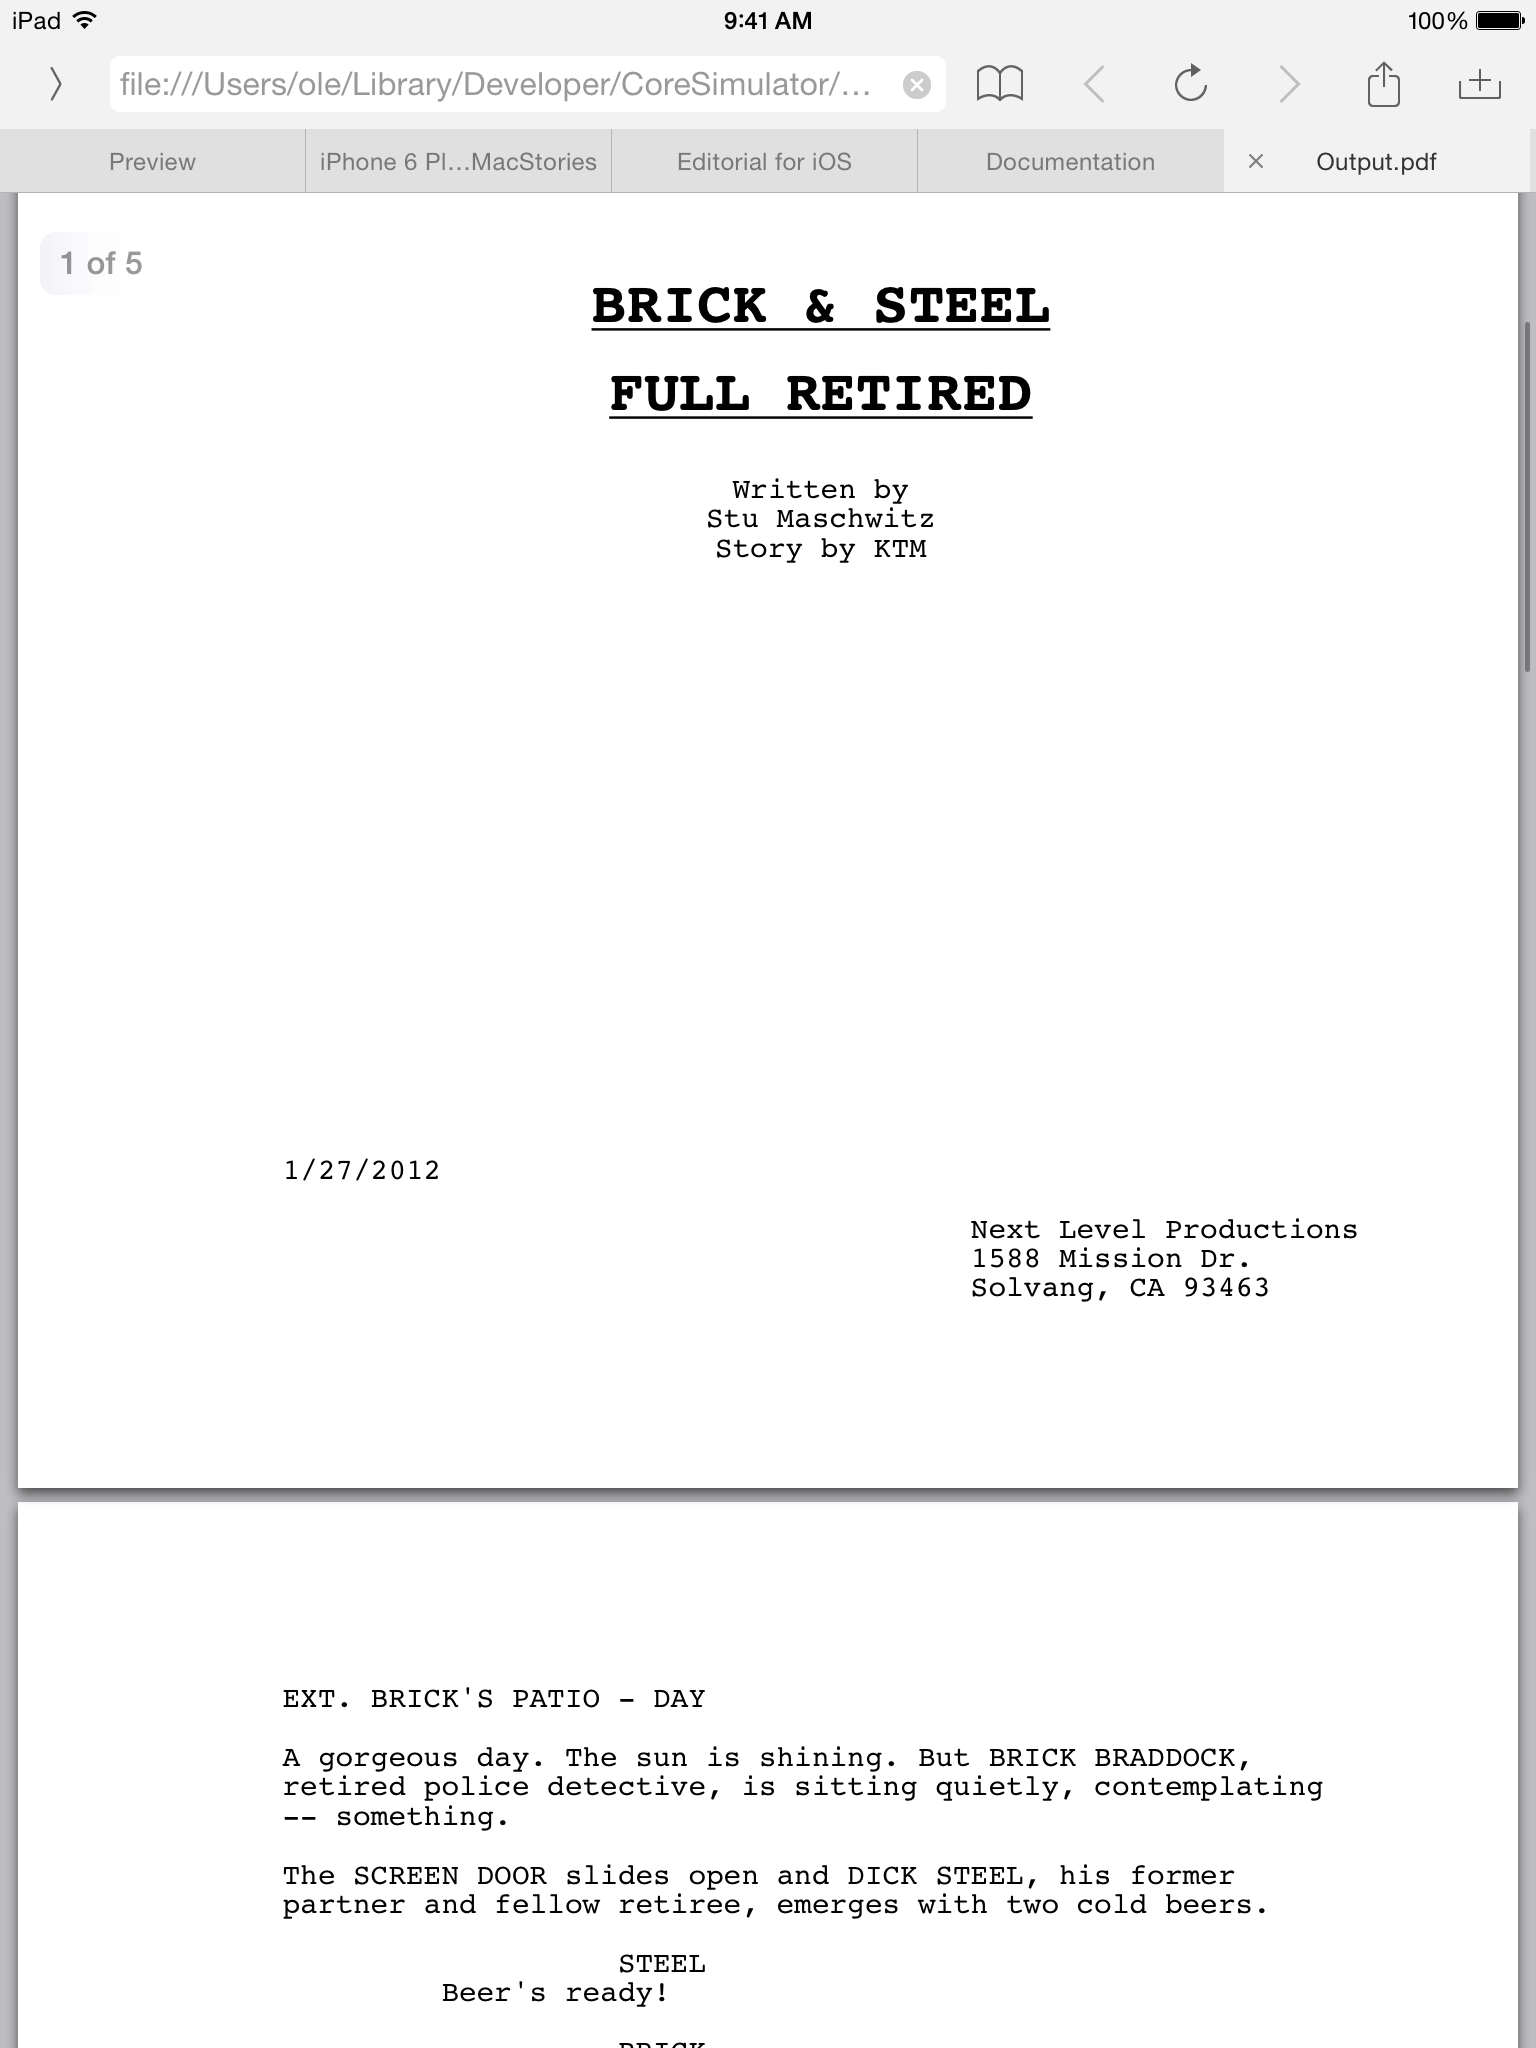 iPad 9:41 AM 100%
file:///Users/ole/Library/Developer/CoreSimulator/...
Preview iPhone 6 Pl...MacStories Editorial for iOS Documentation Output.pdf
1 of 5
BRICK & STEEL
FULL RETIRED
Written by
Stu Maschwitz
Story by KTM
1/27/2012
Next Level Productions
1588 Mission Dr.
Solvang, CA 93463
EXT. BRICK'S PATIO - DAY
A gorgeous day. The sun is shining. But BRICK BRADDOCK,
retired police detective, is sitting quietly, contemplating
-- something.
The SCREEN DOOR slides open and DICK STEEL, his former
partner and fellow retiree, emerges with two cold beers.
STEEL
Beer's ready!
BRICK